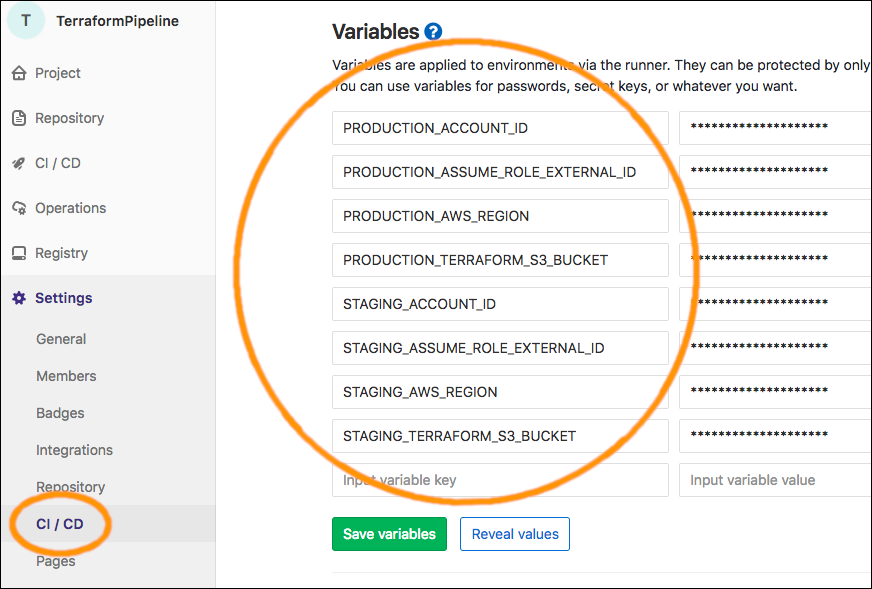 T TerraformPipeline
Project
Repository
CI / CD
Operations
Registry
Settings
General
Members
Badges
Integrations
Repository
CI / CD
Pages
Variables ?
Variables are applied to environments via the runner. They can be protected by only
You can use variables for passwords, secret keys, or whatever you want.
PRODUCTION_ACCOUNT_ID ********************
PRODUCTION_ASSUME_ROLE_EXTERNAL_ID ********************
PRODUCTION_AWS_REGION ********************
PRODUCTION_TERRAFORM_S3_BUCKET ********************
STAGING_ACCOUNT_ID ********************
STAGING_ASSUME_ROLE_EXTERNAL_ID ********************
STAGING_AWS_REGION ********************
STAGING_TERRAFORM_S3_BUCKET ********************
Input variable key Input variable value
Save variables Reveal values